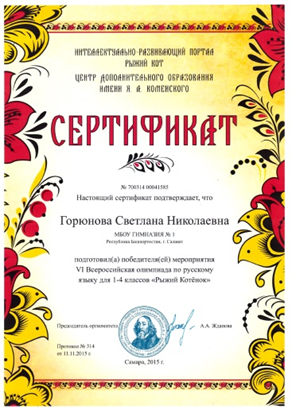 ИНТЕЛЛЕКТУАЛЬНО-РАЗВИВАЮЩИЙ ПОРТАЛ
РЫЖИЙ КОТ
ЦЕНТР ДОПОЛНИТЕЛЬНОГО ОБРАЗОВАНИЯ
ИМЕНИ Я. А. КОМЕНСКОГО
СЕРТИФИКАТ
№ 700314 00041585
Настоящий сертификат подтверждает, что
Горюнова Светлана Николаевна
МБОУ ГИМНАЗИЯ № 1
Республика Башкортостан, г. Салават
подготовил(а) победителя(ей) мероприятия
VI Всероссийская олимпиада по русскому
языку для 1-4 классов «Рыжий Котёнок»
Председатель оргкомитета
А.А. Жданова
Протокол № 314
от 11.11.2015 г.
Самара, 2015 г.